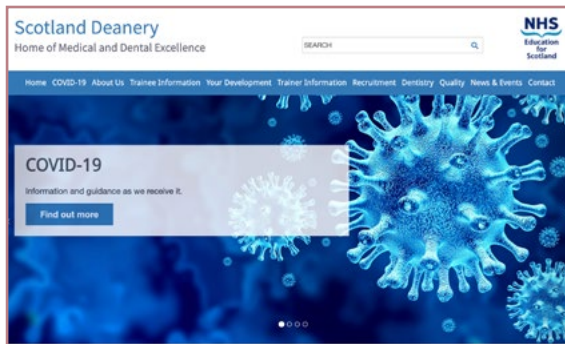 Scotland Deanery
Home of Medical and Dental Excellence
SEARCH
NHS
Education
for
Scotland
Home COVID-19 About Us Trainee Information Your Development Trainer Information Recruitment Dentistry Quality News & Events Contact
COVID-19
Information and guidance as we receive it.
Find out more